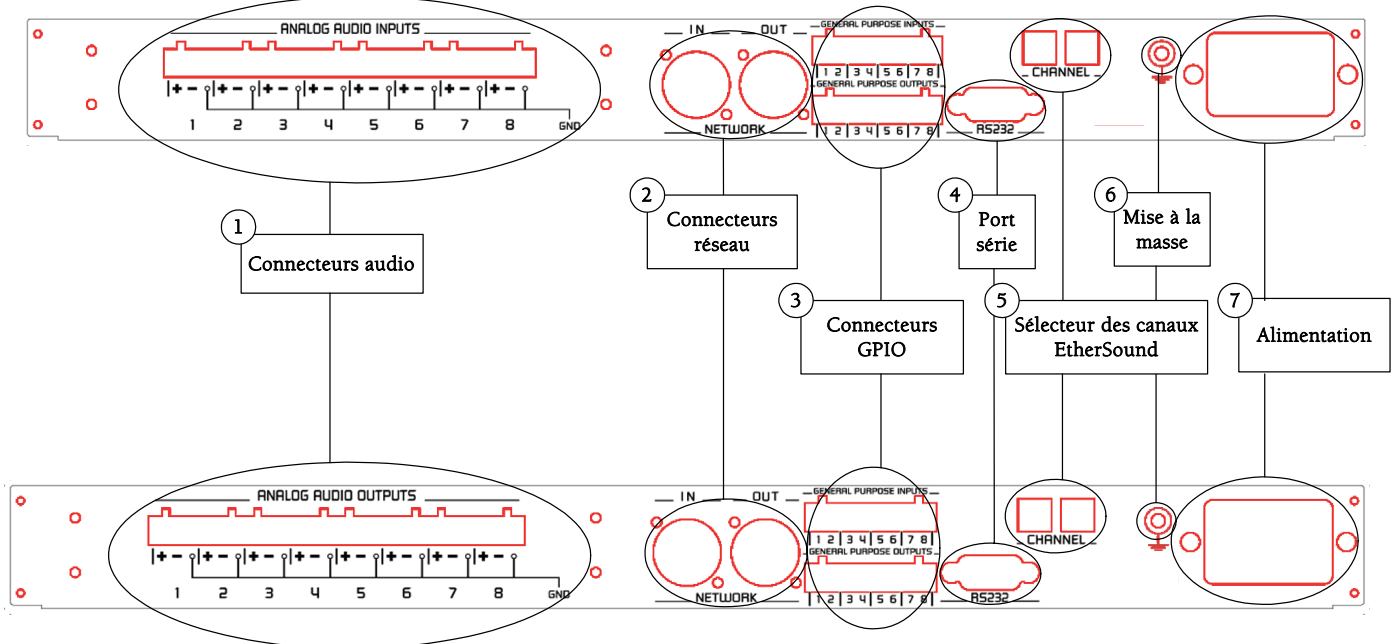 ANALOG AUDIO INPUTS
IN OUT
GENERAL PURPOSE INPUTS
1 2 3 4 5 6 7 8
GENERAL PURPOSE OUTPUTS
1 2 3 4 5 6 7 8
CHANNEL
+ - + - + - + - + - + - + - + -
1 2 3 4 5 6 7 8 GND
NETWORK
RS232
1
Connecteurs audio
2
Connecteurs
réseau
3
Connecteurs
GPIO
4
Port
série
5
Sélecteur des canaux
EtherSound
6
Mise à la
masse
7
Alimentation
ANALOG AUDIO OUTPUTS
IN OUT
GENERAL PURPOSE INPUTS
1 2 3 4 5 6 7 8
GENERAL PURPOSE OUTPUTS
1 2 3 4 5 6 7 8
CHANNEL
+ - + - + - + - + - + - + - + -
1 2 3 4 5 6 7 8 GND
NETWORK
RS232